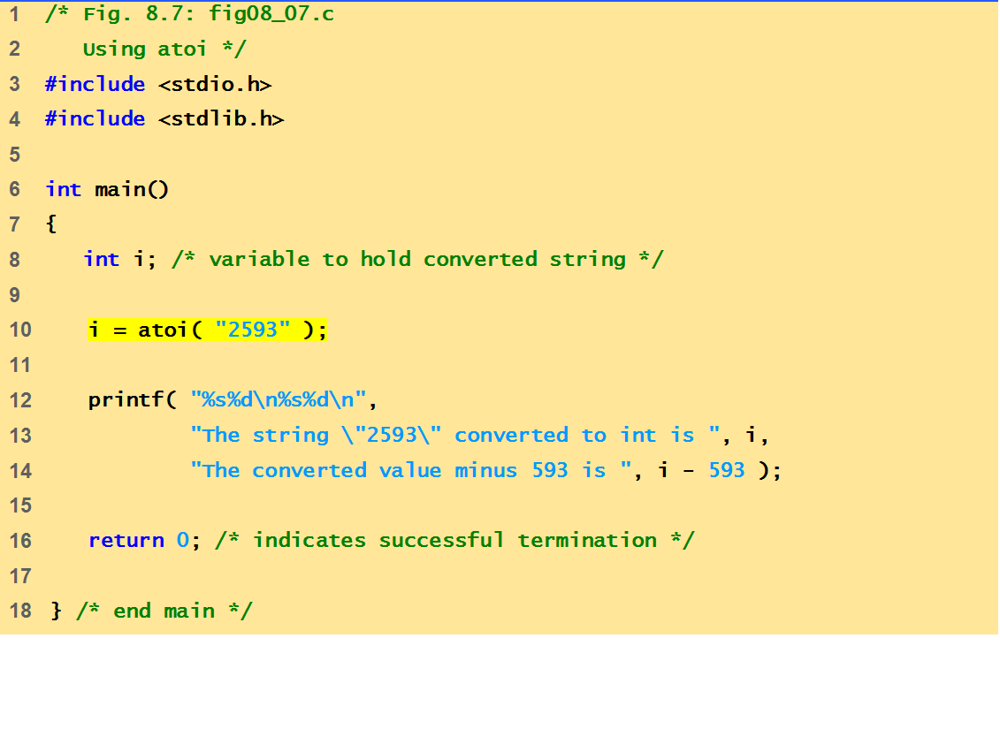 1 /* Fig. 8.7: fig08_07.c
2 Using atoi */
3 #include <stdio.h>
4 #include <stdlib.h>
5
6 int main()
7 {
8 int i; /* variable to hold converted string */
9
10 i = atoi( "2593" );
11
12 printf( "%s%d\n%s%d\n",
13 "The string \"2593\" converted to int is ", i,
14 "The converted value minus 593 is ", i - 593 );
15
16 return 0; /* indicates successful termination */
17
18 } /* end main */